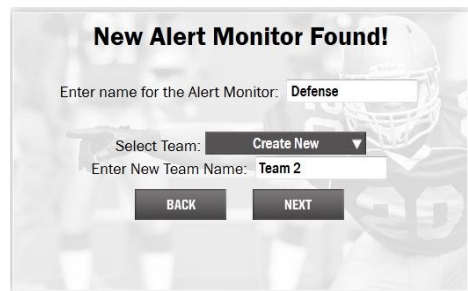 New Alert Monitor Found!
Enter name for the Alert Monitor: Defense
Select Team: Create New ▼
Enter New Team Name: Team 2
BACK NEXT